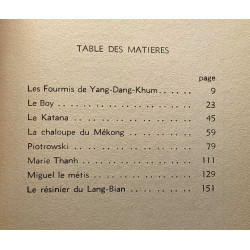 TABLE DES MATIERES
page
Les Fourmis de Yang-Dang-Khum .. .. .. 9
Le Boy .. .. .. .. .. .. .. .. .. 23
Le Katana .. .. .. .. .. .. .. .. 45
La chaloupe du Mékong .. .. .. .. .. 59
Piotrowski .. .. .. .. .. .. .. .. 79
Marie Thanh .. .. .. .. .. .. .. 111
Miguel le métis .. .. .. .. .. .. 129
Le résinier du Lang-Bian .. .. .. .. 151